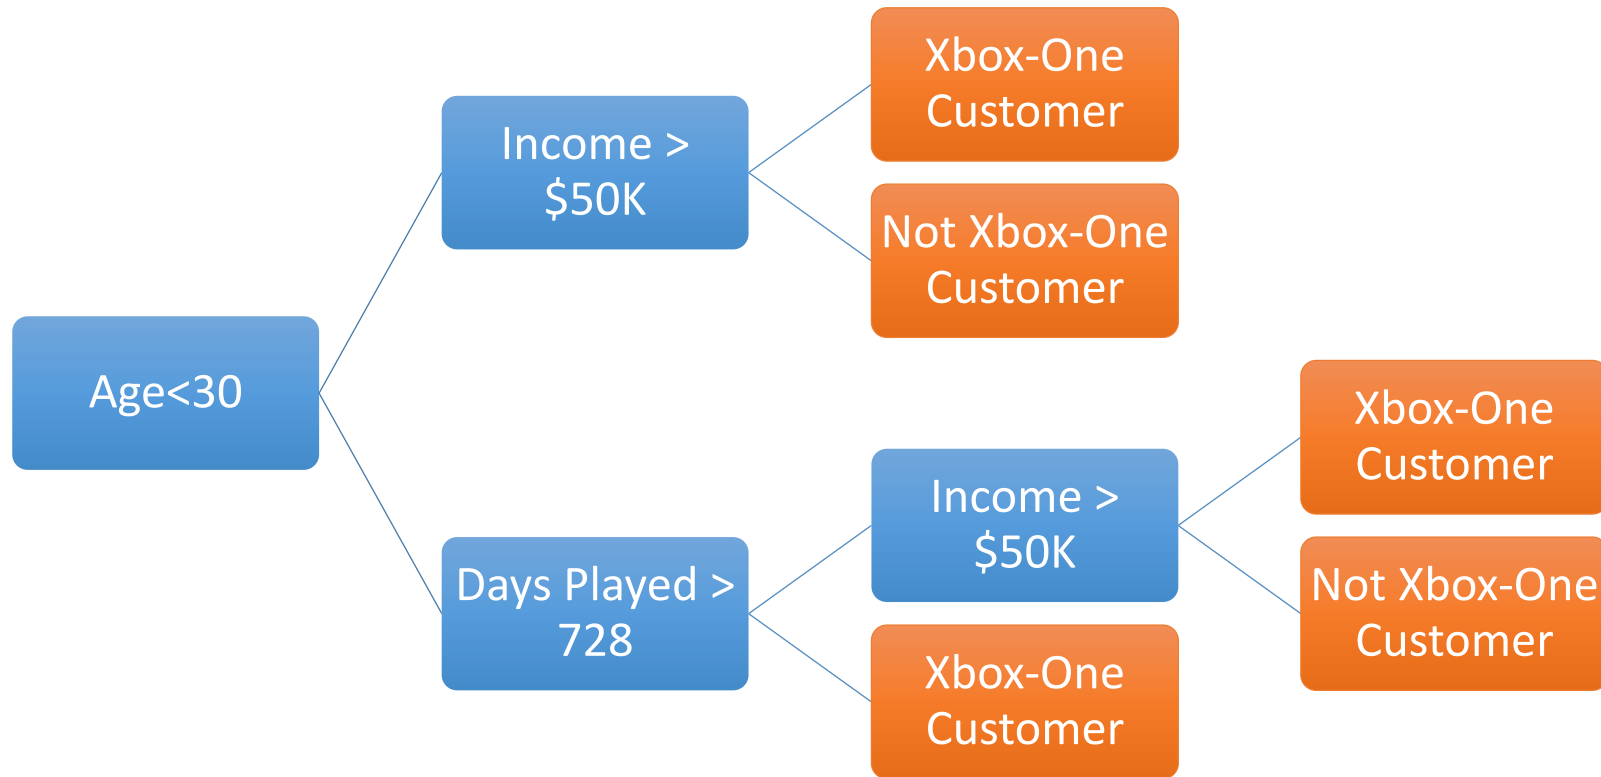 Age<30
Income >
$50K
Xbox-One
Customer
Not Xbox-One
Customer
Days Played >
728
Income >
$50K
Xbox-One
Customer
Not Xbox-One
Customer
Xbox-One
Customer